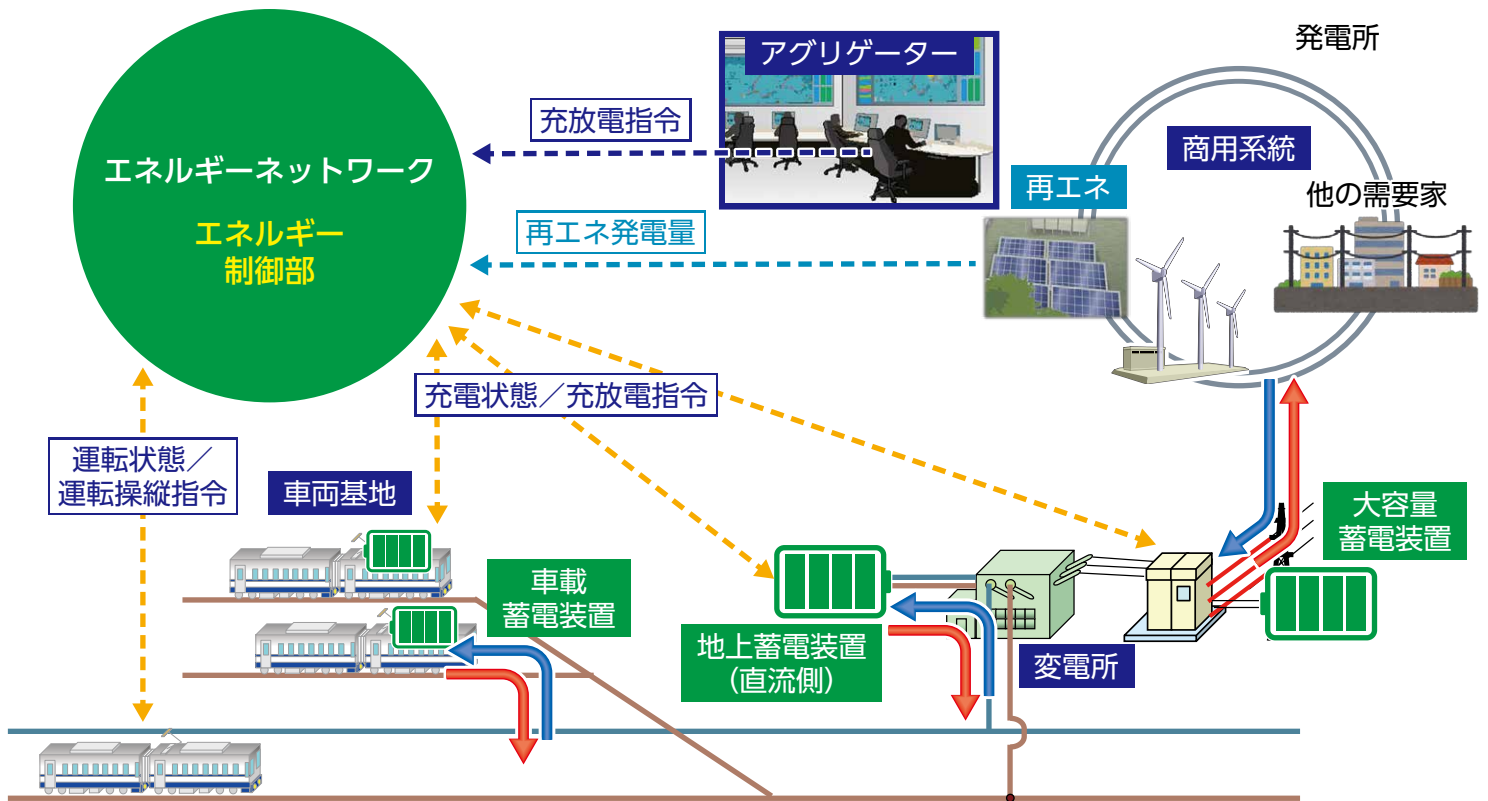 発電所
アグリゲーター
充放電指令
商用系統
エネルギーネットワーク
再エネ
他の需要家
エネルギー
制御部
再エネ発電量
充電状態／充放電指令
運転状態／
運転操縦指令
車両基地
大容量
蓄電装置
車載
蓄電装置
地上蓄電装置
（直流側）
変電所